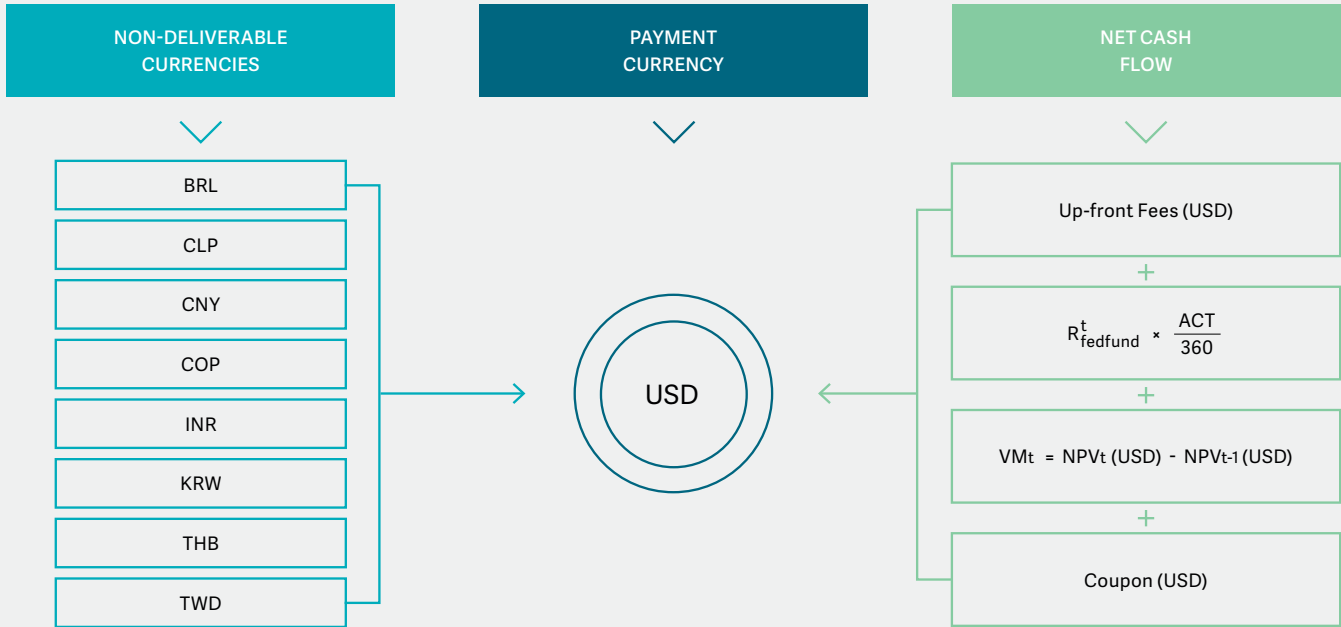 NON-DELIVERABLE
CURRENCIES
PAYMENT
CURRENCY
NET CASH
FLOW
BRL
CLP
CNY
COP
INR
KRW
THB
TWD
USD
Up-front Fees (USD)
+
R^t_fedfund × ACT/360
+
VMt = NPVt (USD) - NPVt-1 (USD)
+
Coupon (USD)